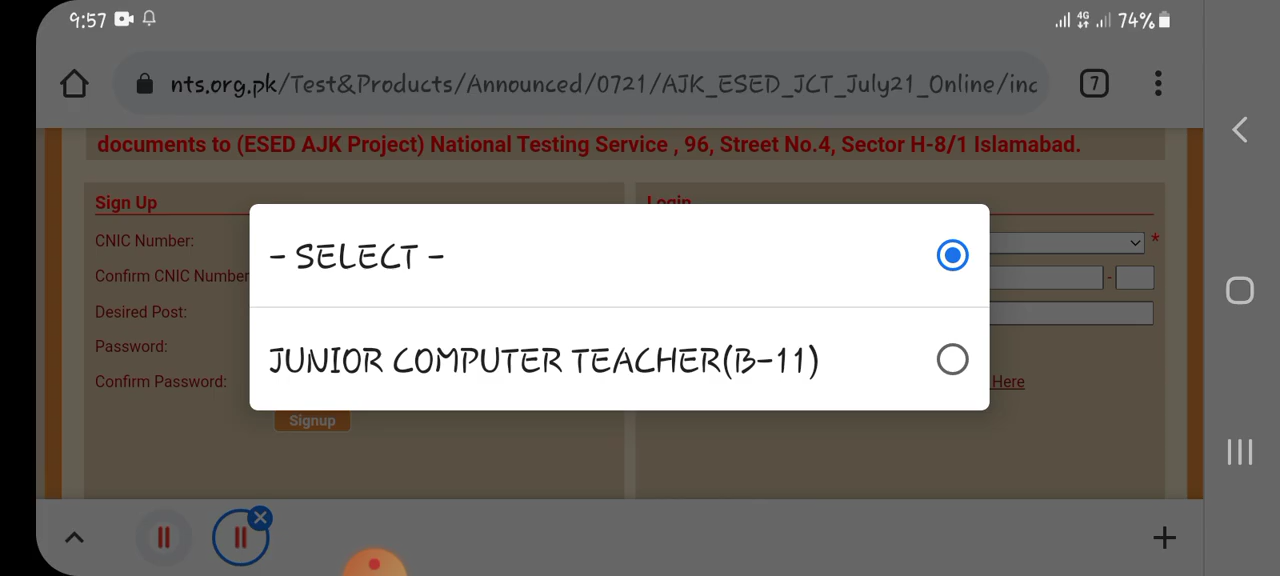 9:57
4G
74%
nts.org.pk/Test&Products/Announced/0721/AJK_ESED_JCT_July21_Online/inc
7
documents to (ESED AJK Project) National Testing Service , 96, Street No.4, Sector H-8/1 Islamabad.
Sign Up
Login
CNIC Number:
*
Confirm CNIC Number
-
Desired Post:
Password:
Confirm Password:
Here
Signup
- SELECT -
JUNIOR COMPUTER TEACHER(B-11)